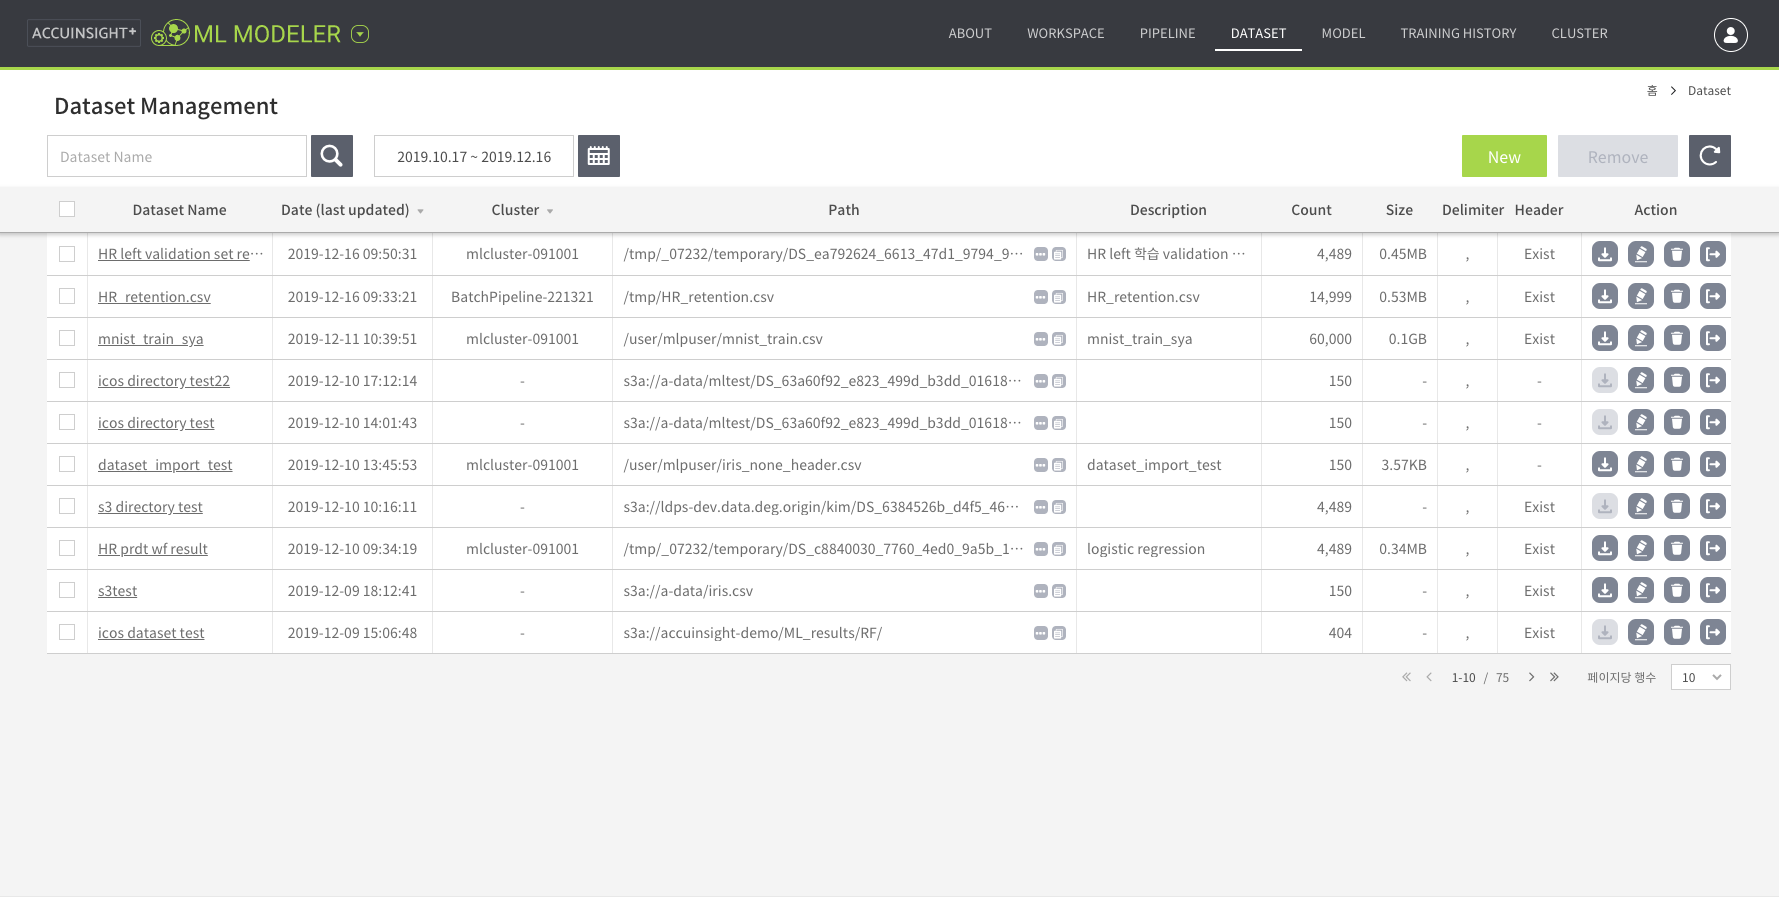 ACCUINSIGHT+ ML MODELER ABOUT WORKSPACE PIPELINE DATASET MODEL TRAINING HISTORY CLUSTER
홈 > Dataset
Dataset Management
Dataset Name 2019.10.17 ~ 2019.12.16 New Remove
Dataset Name Date (last updated) Cluster Path Description Count Size Delimiter Header Action
HR left validation set re··· 2019-12-16 09:50:31 mlcluster-091001 /tmp/_07232/temporary/DS_ea792624_6613_47d1_9794_9··· HR left 학습 validation ··· 4,489 0.45MB , Exist
HR_retention.csv 2019-12-16 09:33:21 BatchPipeline-221321 /tmp/HR_retention.csv HR_retention.csv 14,999 0.53MB , Exist
mnist_train_sya 2019-12-11 10:39:51 mlcluster-091001 /user/mlpuser/mnist_train.csv mnist_train_sya 60,000 0.1GB , Exist
icos directory test22 2019-12-10 17:12:14 - s3a://a-data/mltest/DS_63a60f92_e823_499d_b3dd_01618··· 150 - , -
icos directory test 2019-12-10 14:01:43 - s3a://a-data/mltest/DS_63a60f92_e823_499d_b3dd_01618··· 150 - , -
dataset_import_test 2019-12-10 13:45:53 mlcluster-091001 /user/mlpuser/iris_none_header.csv dataset_import_test 150 3.57KB , -
s3 directory test 2019-12-10 10:16:11 - s3a://ldps-dev.data.deg.origin/kim/DS_6384526b_d4f5_46··· 4,489 - , Exist
HR prdt wf result 2019-12-10 09:34:19 mlcluster-091001 /tmp/_07232/temporary/DS_c8840030_7760_4ed0_9a5b_1··· logistic regression 4,489 0.34MB , Exist
s3test 2019-12-09 18:12:41 - s3a://a-data/iris.csv 150 - , Exist
icos dataset test 2019-12-09 15:06:48 - s3a://accuinsight-demo/ML_results/RF/ 404 - , Exist
« < 1-10 / 75 > » 페이지당 행수 10